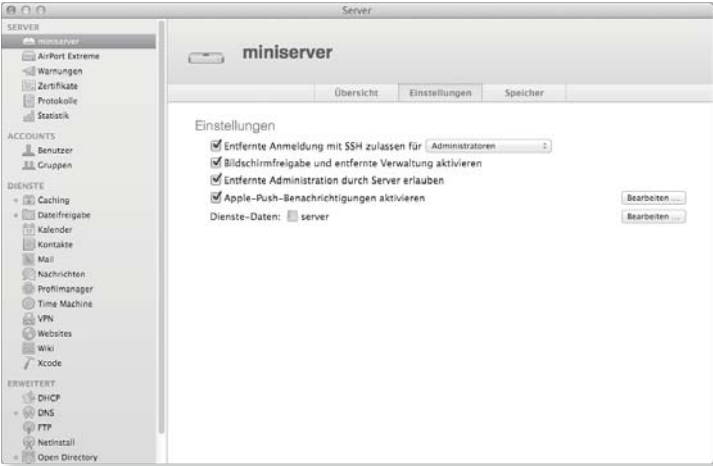 Server
SERVER
miniserver
AirPort Extreme
Warnungen
Zertifikate
Protokolle
Statistik
ACCOUNTS
Benutzer
Gruppen
DIENSTE
Caching
Dateifreigabe
Kalender
Kontakte
Mail
Nachrichten
Profilmanager
Time Machine
VPN
Websites
Wiki
Xcode
ERWEITERT
DHCP
DNS
FTP
NetInstall
Open Directory
miniserver
Übersicht Einstellungen Speicher
Einstellungen
Entfernte Anmeldung mit SSH zulassen für Administratoren
Bildschirmfreigabe und entfernte Verwaltung aktivieren
Entfernte Administration durch Server erlauben
Apple-Push-Benachrichtigungen aktivieren Bearbeiten ...
Dienste-Daten: server Bearbeiten ...